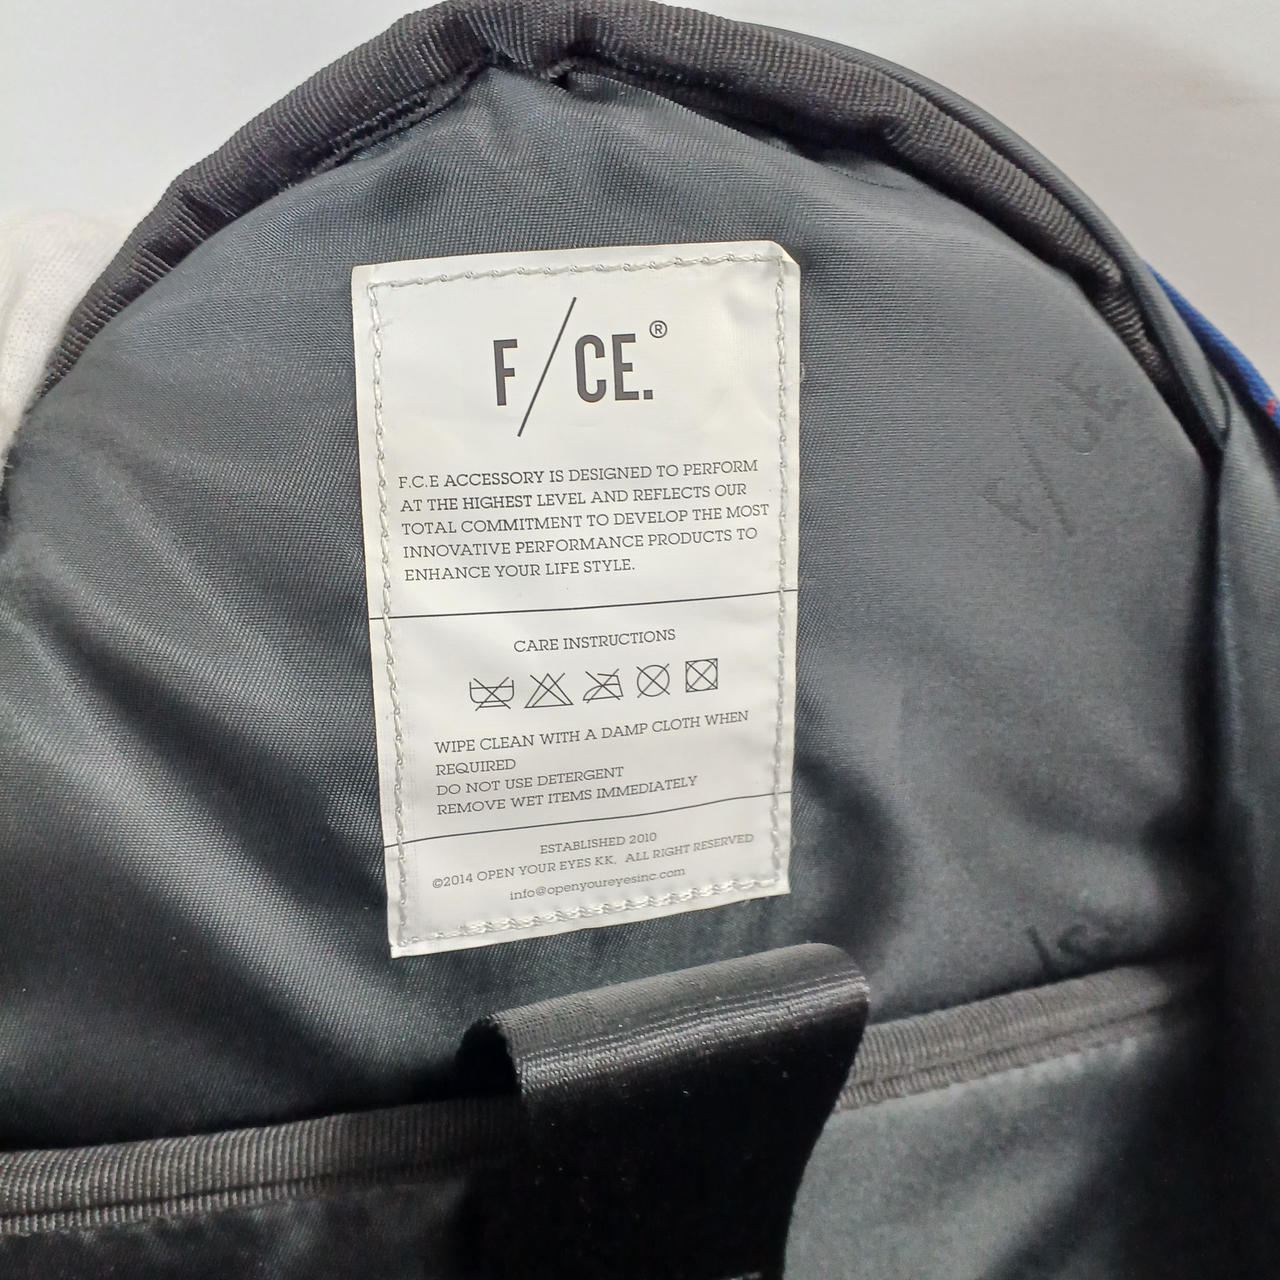 F/CE.®
F.C.E ACCESSORY IS DESIGNED TO PERFORM
AT THE HIGHEST LEVEL AND REFLECTS OUR
TOTAL COMMITMENT TO DEVELOP THE MOST
INNOVATIVE PERFORMANCE PRODUCTS TO
ENHANCE YOUR LIFE STYLE.
CARE INSTRUCTIONS
WIPE CLEAN WITH A DAMP CLOTH WHEN
REQUIRED
DO NOT USE DETERGENT
REMOVE WET ITEMS IMMEDIATELY
ESTABLISHED 2010
©2014 OPEN YOUR EYES KK, ALL RIGHT RESERVED
info@openyoureyesinc.com
F/CE